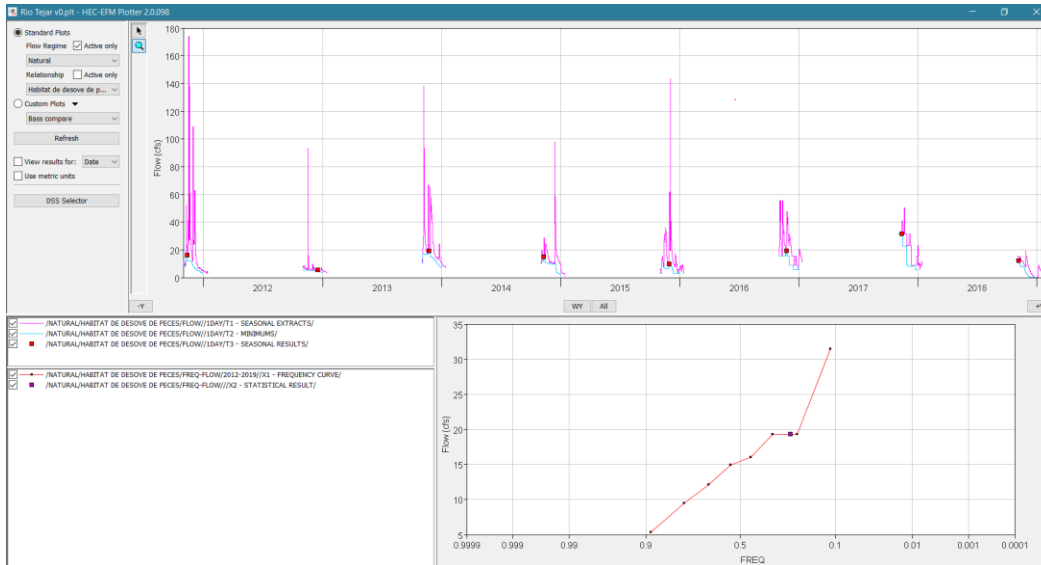 Rio Tejar v0.plt - HEC-EFM Plotter 2.0.098
Standard Plots
Flow Regime Active only
Natural
Relationship Active only
Habitat de desove de p...
Custom Plots
Bass compare
Refresh
View results for: Date
Use metric units
DSS Selector
Flow (cfs)
180
160
140
120
100
80
60
40
20
0
2012 2013 2014 2015 2016 2017 2018
-Y WY All
/NATURAL/HABITAT DE DESOVE DE PECES/FLOW//1DAY/T1 - SEASONAL EXTRACTS/
/NATURAL/HABITAT DE DESOVE DE PECES/FLOW//1DAY/T2 - MINIMUMS/
/NATURAL/HABITAT DE DESOVE DE PECES/FLOW//1DAY/T3 - SEASONAL RESULTS/
/NATURAL/HABITAT DE DESOVE DE PECES/FREQ-FLOW/2012-2019//X1 - FREQUENCY CURVE/
/NATURAL/HABITAT DE DESOVE DE PECES/FREQ-FLOW///X2 - STATISTICAL RESULT/
Flow (cfs)
35
30
25
20
15
10
5
0.9999 0.999 0.99 0.9 0.5 0.1 0.01 0.001 0.0001
FREQ